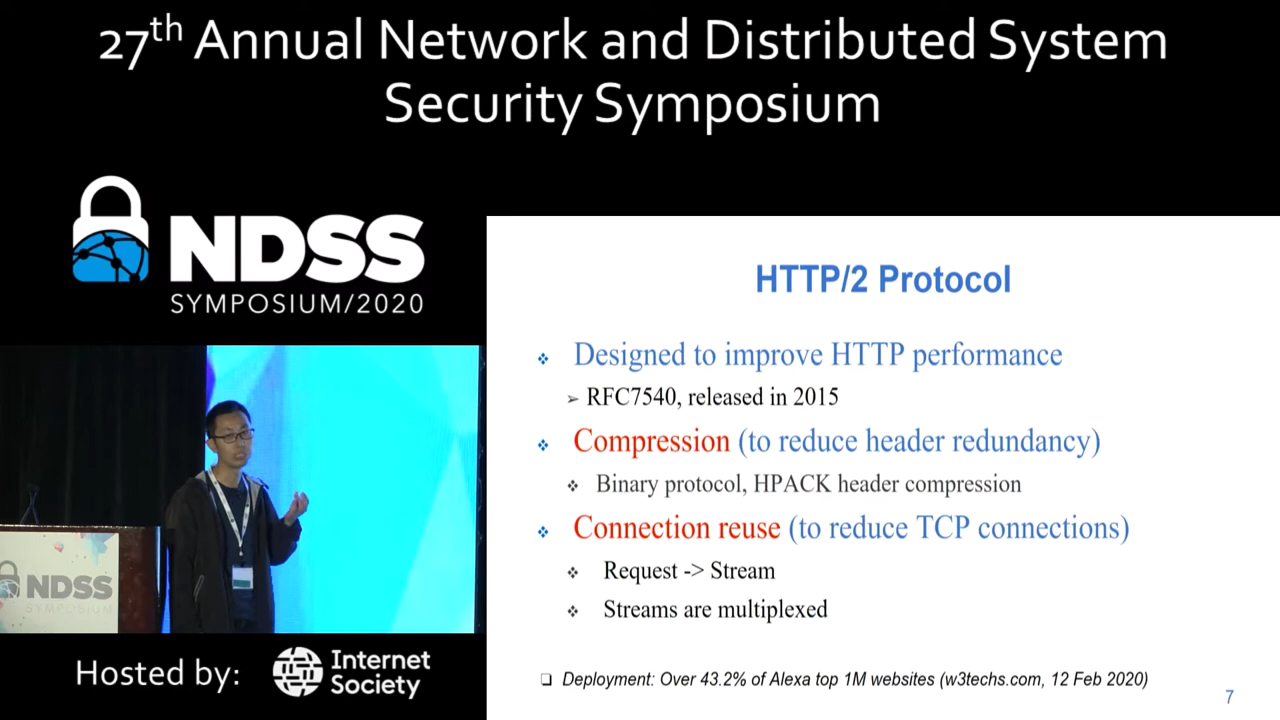 27th Annual Network and Distributed System
Security Symposium
NDSS
SYMPOSIUM/2020
HTTP/2 Protocol
❖ Designed to improve HTTP performance
➢ RFC7540, released in 2015
❖ Compression (to reduce header redundancy)
❖ Binary protocol, HPACK header compression
❖ Connection reuse (to reduce TCP connections)
❖ Request -> Stream
❖ Streams are multiplexed
❑ Deployment: Over 43.2% of Alexa top 1M websites (w3techs.com, 12 Feb 2020)
7
NDSS
SYMPOSIUM
Hosted by:
Internet
Society